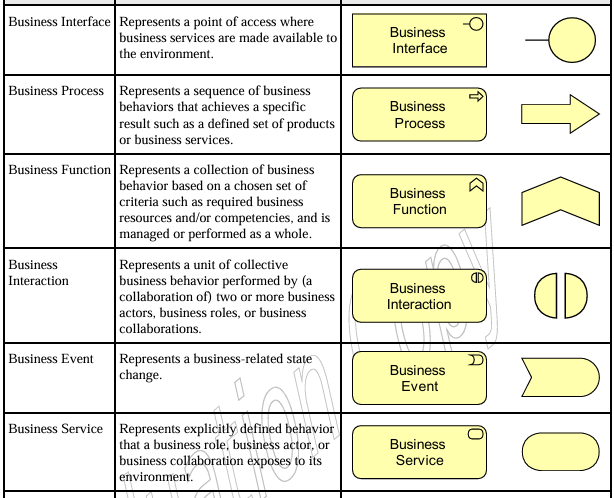 Business Interface
Represents a point of access where
business services are made available to
the environment.
Business
Interface
Business Process
Represents a sequence of business
behaviors that achieves a specific
result such as a defined set of products
or business services.
Business
Process
Business Function
Represents a collection of business
behavior based on a chosen set of
criteria such as required business
resources and/or competencies, and is
managed or performed as a whole.
Business
Function
Business
Interaction
Represents a unit of collective
business behavior performed by (a
collaboration of) two or more business
actors, business roles, or business
collaborations.
Business
Interaction
Business Event
Represents a business-related state
change.
Business
Event
Business Service
Represents explicitly defined behavior
that a business role, business actor, or
business collaboration exposes to its
environment.
Business
Service